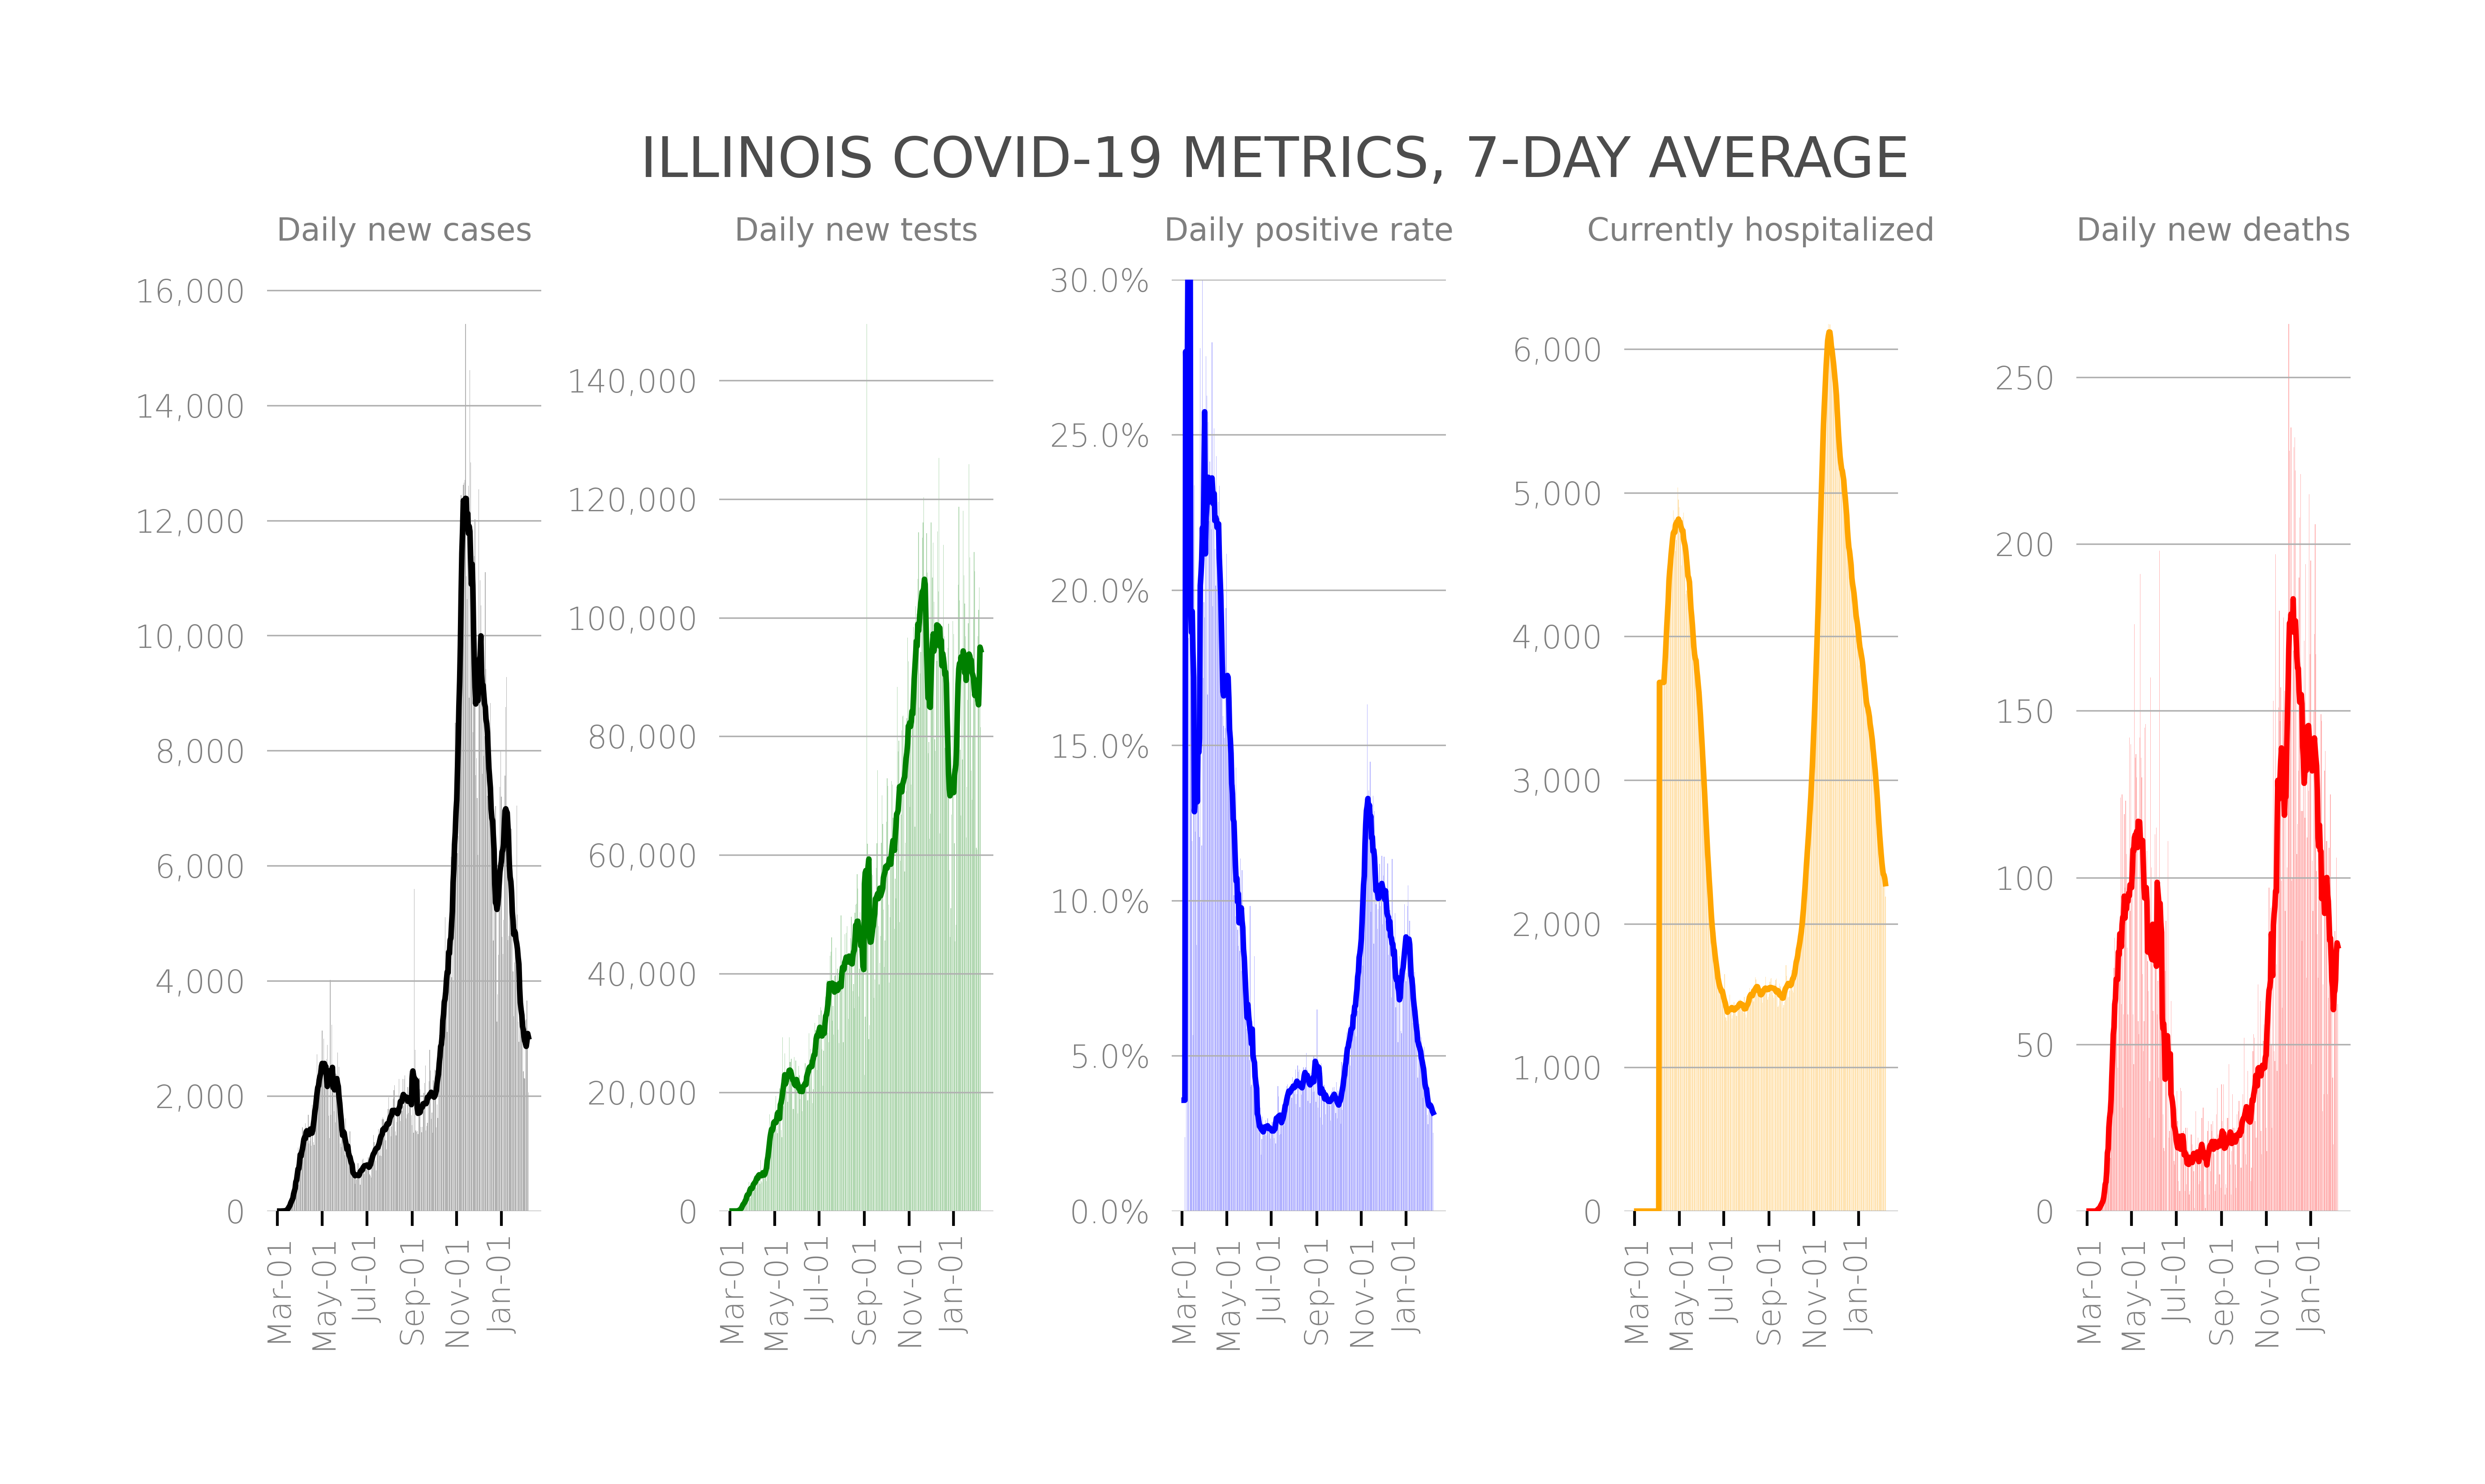 ILLINOIS COVID-19 METRICS, 7-DAY AVERAGE
Daily new cases
16,000
14,000
12,000
10,000
8,000
6,000
4,000
2,000
0
Mar-01
May-01
Jul-01
Sep-01
Nov-01
Jan-01
Daily new tests
140,000
120,000
100,000
80,000
60,000
40,000
20,000
0
Mar-01
May-01
Jul-01
Sep-01
Nov-01
Jan-01
Daily positive rate
30.0%
25.0%
20.0%
15.0%
10.0%
5.0%
0.0%
Mar-01
May-01
Jul-01
Sep-01
Nov-01
Jan-01
Currently hospitalized
6,000
5,000
4,000
3,000
2,000
1,000
0
Mar-01
May-01
Jul-01
Sep-01
Nov-01
Jan-01
Daily new deaths
250
200
150
100
50
0
Mar-01
May-01
Jul-01
Sep-01
Nov-01
Jan-01